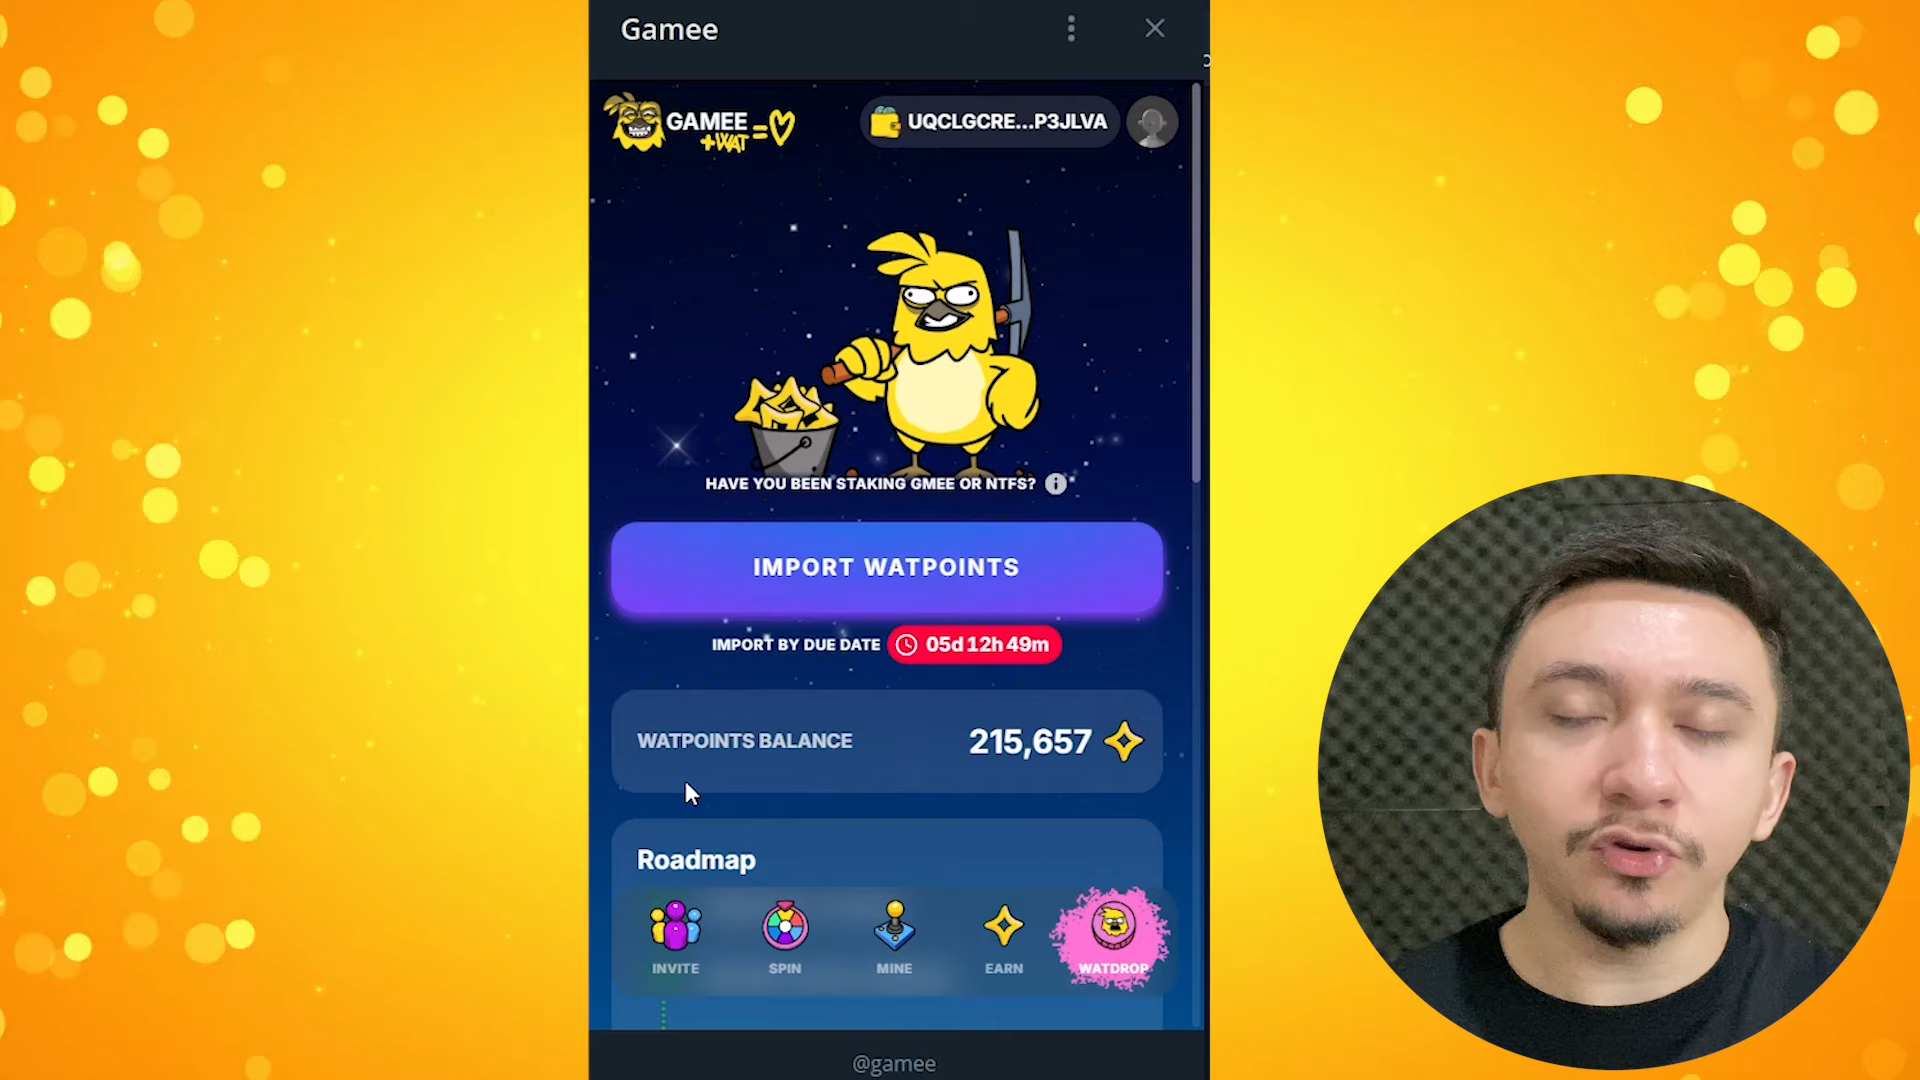 Gamee
GAMEE
+WAT
=
UQCLGCRE...P3JLVA
HAVE YOU BEEN STAKING GMEE OR NTFS?
IMPORT WATPOINTS
IMPORT BY DUE DATE 05d 12h 49m
WATPOINTS BALANCE 215,657
Roadmap
INVITE SPIN MINE EARN WATDROP
@gamee